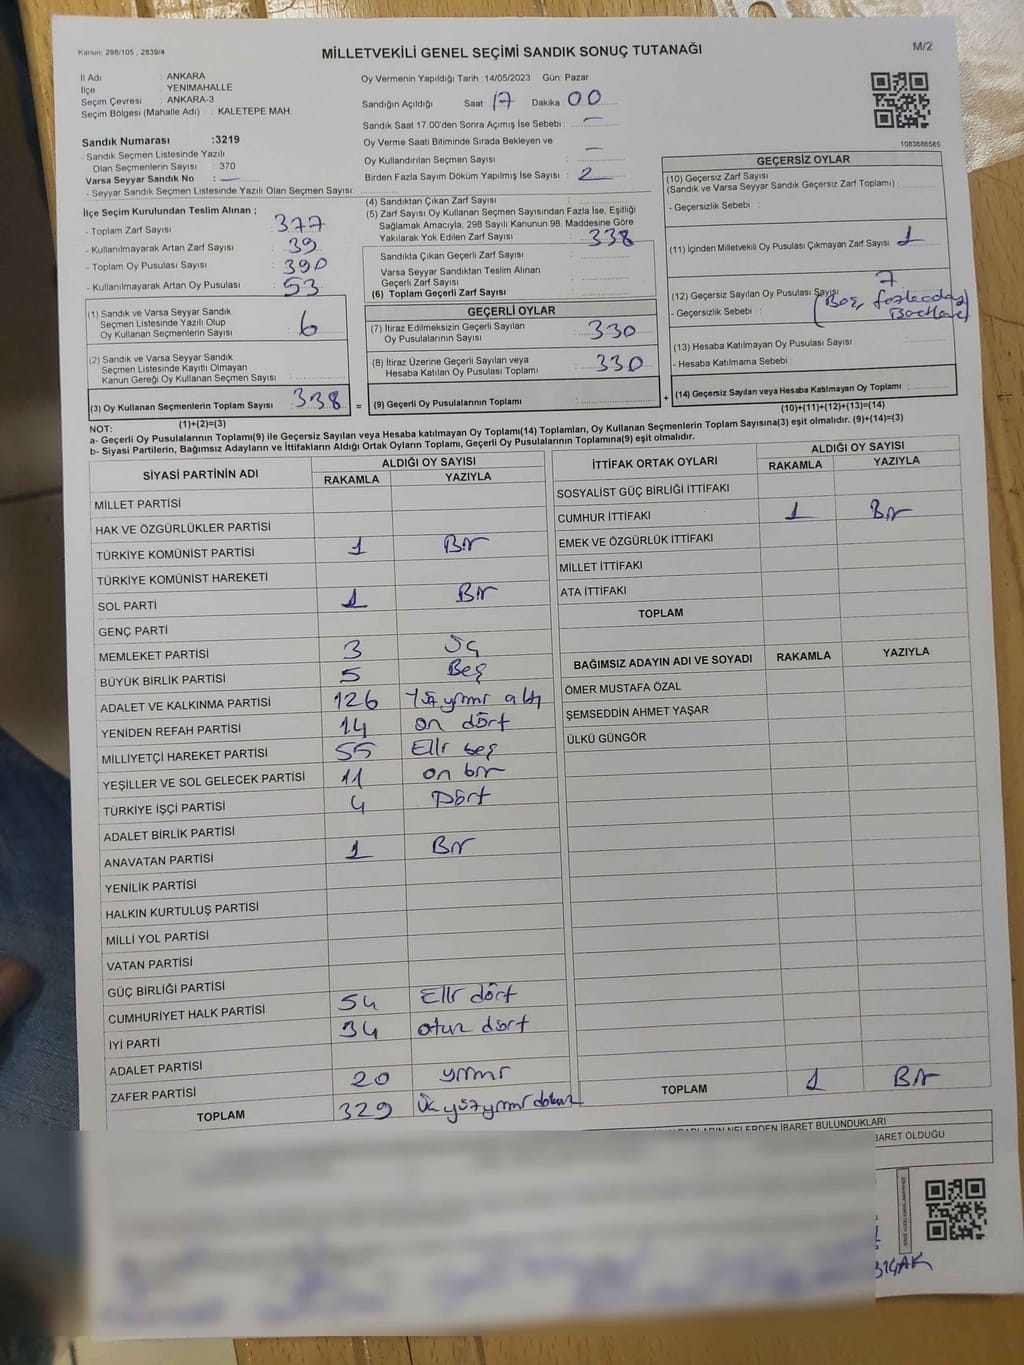 Kanun: 298/105 , 2839/4
MİLLETVEKİLİ GENEL SEÇİMİ SANDIK SONUÇ TUTANAĞI
M/2
İl Adı : ANKARA
İlçe : YENİMAHALLE
Seçim Çevresi : ANKARA-3
Seçim Bölgesi (Mahalle Adı) : KALETEPE MAH.
Oy Vermenin Yapıldığı Tarih : 14/05/2023 Gün: Pazar
Sandığın Açıldığı Saat: 17 Dakika 00
Sandık Saat 17:00'den Sonra Açımış İse Sebebi : —
Oy Verme Saati Bitiminde Sırada Bekleyen ve
Oy Kullandırılan Seçmen Sayısı : —
Birden Fazla Sayım Döküm Yapılmış İse Sayısı : 2
1083686565
Sandık Numarası :3219
- Sandık Seçmen Listesinde Yazılı
Olan Seçmenlerin Sayısı : 370
Varsa Seyyar Sandık No : —
- Seyyar Sandık Seçmen Listesinde Yazılı Olan Seçmen Sayısı :
İlçe Seçim Kurulundan Teslim Alınan ;
- Toplam Zarf Sayısı : 377
- Kullanılmayarak Artan Zarf Sayısı : 39
- Toplam Oy Pusulası Sayısı : 390
- Kullanılmayarak Artan Oy Pusulası : 53
(1) Sandık ve Varsa Seyyar Sandık
Seçmen Listesinde Yazılı Olup
Oy Kullanan Seçmenlerin Sayısı : 6
(2) Sandık ve Varsa Seyyar Sandık
Seçmen Listesinde Kayıtlı Olmayan
Kanun Gereği Oy Kullanan Seçmen Sayısı :
(3) Oy Kullanan Seçmenlerin Toplam Sayısı : 338
(1)+(2)=(3)
(4) Sandıktan Çıkan Zarf Sayısı :
(5) Zarf Sayısı Oy Kullanan Seçmen Sayısından Fazla İse, Eşitliği
Sağlamak Amacıyla; 298 Sayılı Kanunun 98. Maddesine Göre
Yakılarak Yok Edilen Zarf Sayısı : 338
Sandıkta Çıkan Geçerli Zarf Sayısı :
Varsa Seyyar Sandıktan Teslim Alınan
Geçerli Zarf Sayısı :
(6) Toplam Geçerli Zarf Sayısı :
GEÇERLİ OYLAR
(7) İtiraz Edilmeksizin Geçerli Sayılan
Oy Pusulalarının Sayısı : 330
(8) İtiraz Üzerine Geçerli Sayılan veya
Hesaba Katılan Oy Pusulası Toplamı : 330
= (9) Geçerli Oy Pusulalarının Toplamı : +
GEÇERSİZ OYLAR
(10) Geçersiz Zarf Sayısı
(Sandık ve Varsa Seyyar Sandık Geçersiz Zarf Toplamı) :
- Geçersizlik Sebebi :
(11) İçinden Milletvekili Oy Pusulası Çıkmayan Zarf Sayısı : 1
(12) Geçersiz Sayılan Oy Pusulası Sayısı 7
- Geçersizlik Sebebi : (Boş,
(13) Hesaba Katılmayan Oy Pusulası Sayısı :
- Hesaba Katılmama Sebebi :
(14) Geçersiz Sayılan veya Hesaba Katılmayan Oy Toplamı :
(10)+(11)+(12)+(13)=(14)
NOT:
a- Geçerli Oy Pusulalarının Toplamı(9) ile Geçersiz Sayılan veya Hesaba katılmayan Oy Toplamı(14) Toplamları, Oy Kullanan Seçmenlerin Toplam Sayısına(3) eşit olmalıdır. (9)+(14)=(3)
b- Siyasi Partilerin, Bağımsız Adayların ve İttifakların Aldığı Ortak Oyların Toplamı, Geçerli Oy Pusulalarının Toplamına(9) eşit olmalıdır.
SİYASİ PARTİNİN ADI ALDIĞI OY SAYISI
RAKAMLA YAZIYLA
MİLLET PARTİSİ
HAK VE ÖZGÜRLÜKLER PARTİSİ
TÜRKİYE KOMÜNİST PARTİSİ 1 Bir
TÜRKİYE KOMÜNİST HAREKETİ
SOL PARTİ 1 Bir
GENÇ PARTİ
MEMLEKET PARTİSİ 3 Üç
BÜYÜK BİRLİK PARTİSİ 5 Beş
ADALET VE KALKINMA PARTİSİ 126 Yüz yirmi altı
YENİDEN REFAH PARTİSİ 14 on dört
MİLLİYETÇİ HAREKET PARTİSİ 55 Elli beş
YEŞİLLER VE SOL GELECEK PARTİSİ 11 on bir
TÜRKİYE İŞÇİ PARTİSİ 4 Dört
ADALET BİRLİK PARTİSİ
ANAVATAN PARTİSİ 1 Bir
YENİLİK PARTİSİ
HALKIN KURTULUŞ PARTİSİ
MİLLİ YOL PARTİSİ
VATAN PARTİSİ
GÜÇ BİRLİĞİ PARTİSİ
CUMHURİYET HALK PARTİSİ 54 Elli dört
İYİ PARTİ 34 otuz dört
ADALET PARTİSİ
ZAFER PARTİSİ 20 yirmi
TOPLAM 329 Üç yüz yirmi dokuz
İTTİFAK ORTAK OYLARI ALDIĞI OY SAYISI
RAKAMLA YAZIYLA
SOSYALİST GÜÇ BİRLİĞİ İTTİFAKI
CUMHUR İTTİFAKI 1 Bir
EMEK VE ÖZGÜRLÜK İTTİFAKI
MİLLET İTTİFAKI
ATA İTTİFAKI
TOPLAM
BAĞIMSIZ ADAYIN ADI VE SOYADI RAKAMLA YAZIYLA
ÖMER MUSTAFA ÖZAL
ŞEMSEDDİN AHMET YAŞAR
ÜLKÜ GÜNGÖR
TOPLAM 1 Bir
NELERDEN İBARET BULUNDUKLARI
BARET OLDUĞU
BIÇAK